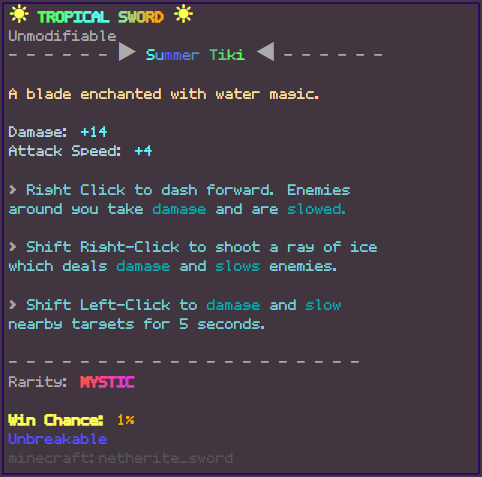 ☀ TROPICAL SWORD ☀
Unmodifiable
- - - - - - ▶ Summer Tiki ◀ - - - - - -
A blade enchanted with water magic.
Damage: +14
Attack Speed: +4
> Right Click to dash forward. Enemies
around you take damage and are slowed.
> Shift Right-Click to shoot a ray of ice
which deals damage and slows enemies.
> Shift Left-Click to damage and slow
nearby targets for 5 seconds.
- - - - - - - - - - - - - - - - - - - - -
Rarity: MYSTIC
Win Chance: 1%
Unbreakable
minecraft:netherite_sword